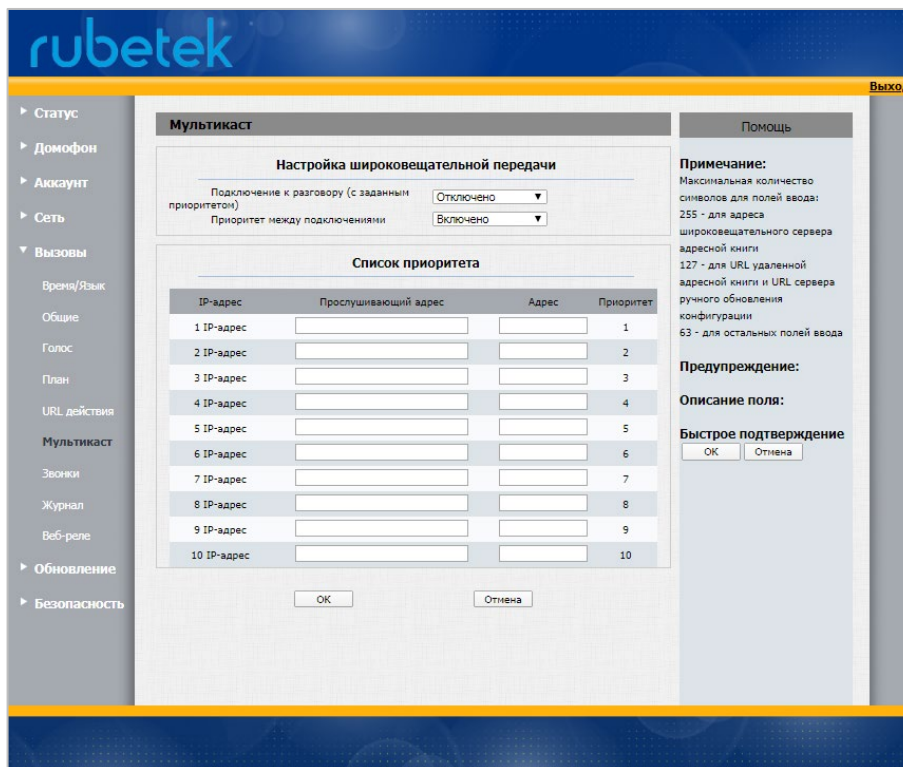 rubetek
Выход
Статус
Домофон
Аккаунт
Сеть
Вызовы
Время/Язык
Общие
Голос
План
URL действия
Мультикаст
Звонки
Журнал
Веб-реле
Обновление
Безопасность
Мультикаст
Настройка широковещательной передачи
Подключение к разговору (с заданным приоритетом) Отключено
Приоритет между подключениями Включено
Список приоритета
IP-адрес Прослушивающий адрес Адрес Приоритет
1 IP-адрес 1
2 IP-адрес 2
3 IP-адрес 3
4 IP-адрес 4
5 IP-адрес 5
6 IP-адрес 6
7 IP-адрес 7
8 IP-адрес 8
9 IP-адрес 9
10 IP-адрес 10
OK Отмена
Помощь
Примечание:
Максимальная количество
символов для полей ввода:
255 - для адреса
широковещательного сервера
адресной книги
127 - для URL удаленной
адресной книги и URL сервера
ручного обновления
конфигурации
63 - для остальных полей ввода
Предупреждение:
Описание поля:
Быстрое подтверждение
OK Отмена